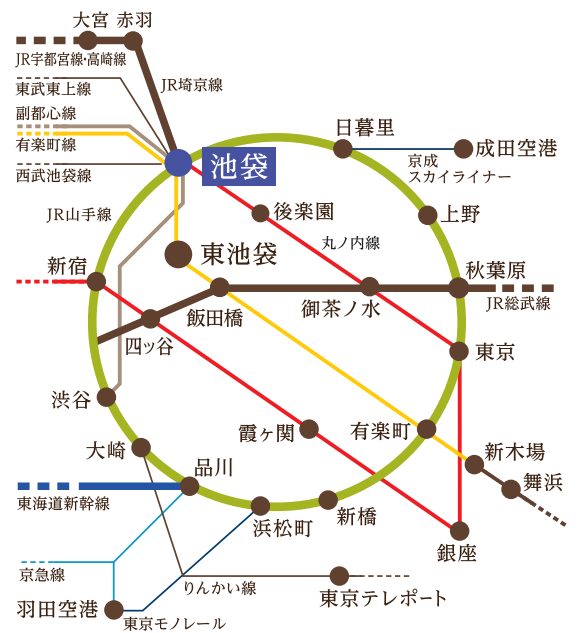 大宮 赤羽
JR宇都宮線・高崎線
東武東上線
JR埼京線
副都心線
有楽町線
西武池袋線
池袋
日暮里
成田空港
京成
スカイライナー
JR山手線
後楽園
上野
丸ノ内線
東池袋
新宿
秋葉原
JR総武線
飯田橋
御茶ノ水
四ッ谷
東京
渋谷
霞ヶ関
有楽町
大崎
新木場
舞浜
品川
東海道新幹線
浜松町
新橋
銀座
京急線
りんかい線
羽田空港
東京モノレール
東京テレポート